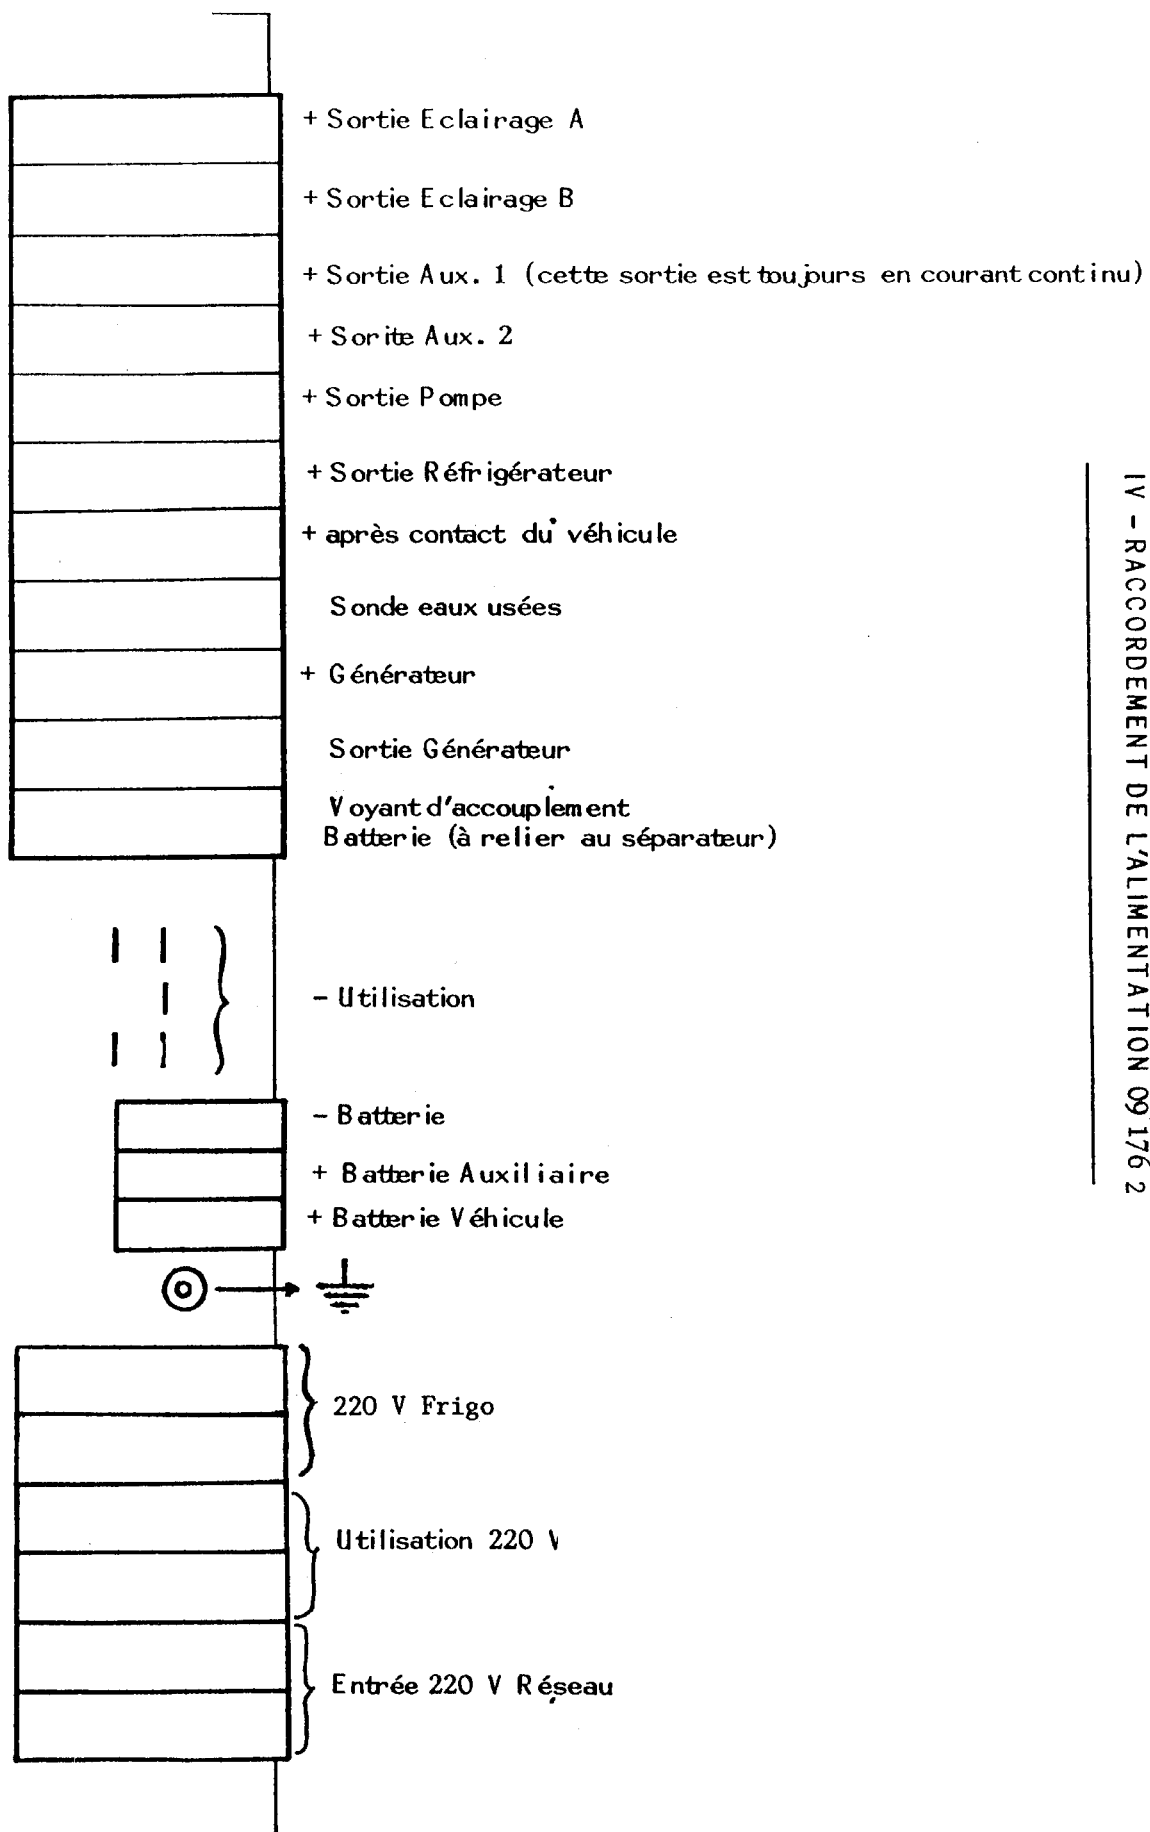 + Sortie Eclairage A
+ Sortie Eclairage B
+ Sortie Aux. 1 (cette sortie est toujours en courant continu)
+ Sorite Aux. 2
+ Sortie Pompe
+ Sortie Réfrigérateur
+ après contact du véhicule
Sonde eaux usées
+ Générateur
Sortie Générateur
Voyant d'accouplement
Batterie (à relier au séparateur)
- Utilisation
- Batterie
+ Batterie Auxiliaire
+ Batterie Véhicule
220 V Frigo
Utilisation 220 V
Entrée 220 V Réseau
IV - RACCORDEMENT DE L'ALIMENTATION 09 176 2